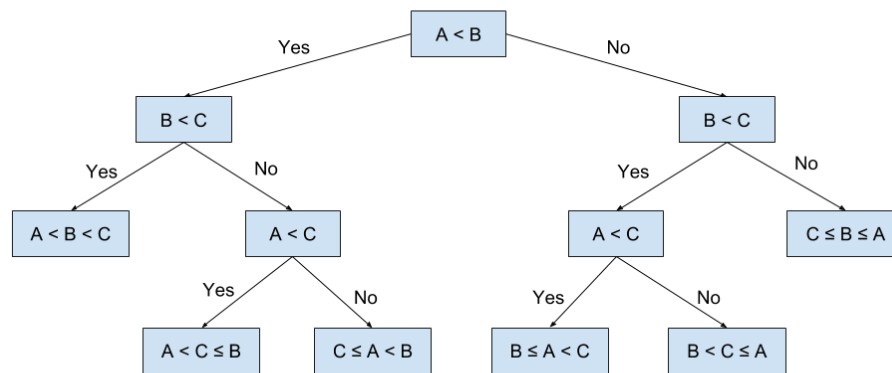 A < B
Yes
No
B < C
B < C
Yes
No
Yes
No
A < B < C
A < C
A < C
C ≤ B ≤ A
Yes
No
Yes
No
A < C ≤ B
C ≤ A < B
B ≤ A < C
B < C ≤ A